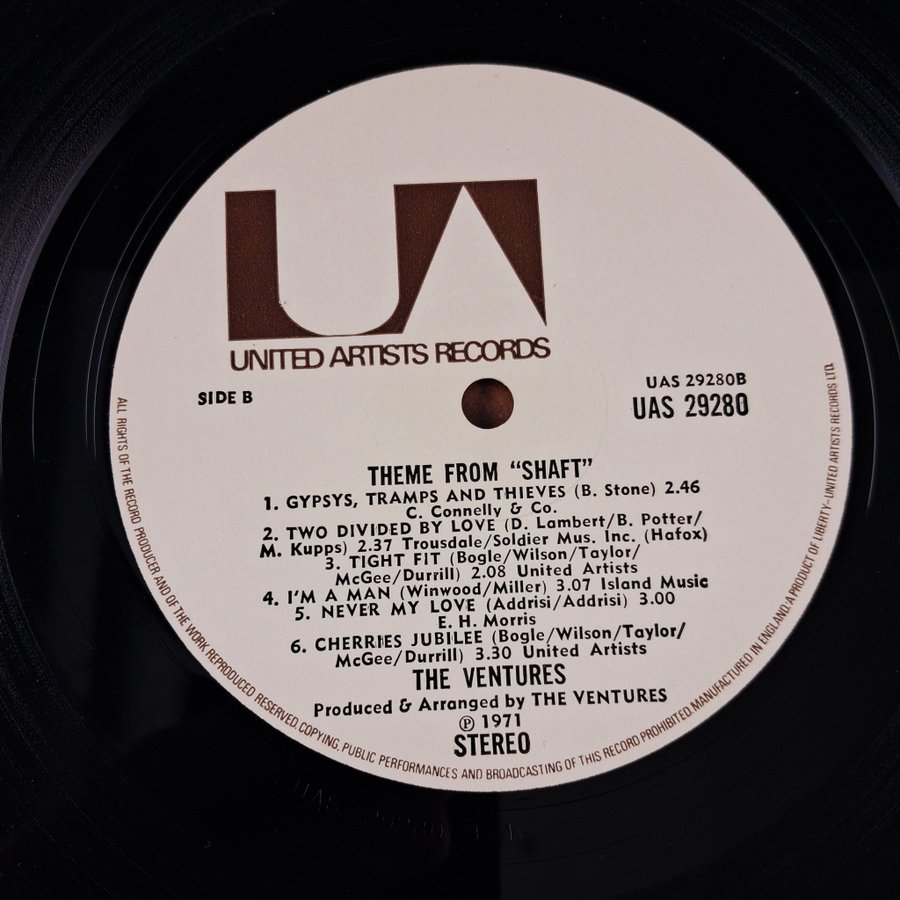 UA
UNITED ARTISTS RECORDS
SIDE B
UAS 29280B
UAS 29280
THEME FROM “SHAFT”
1. GYPSYS, TRAMPS AND THIEVES (B. Stone) 2.46
C. Connelly & Co.
2. TWO DIVIDED BY LOVE (D. Lambert/B. Potter/
M. Kupps) 2.37 Trousdale/Soldier Mus. Inc. (Hafox)
3. TIGHT FIT (Bogle/Wilson/Taylor/
McGee/Durrill) 2.08 United Artists
4. I'M A MAN (Winwood/Miller) 3.07 Island Music
5. NEVER MY LOVE (Addrisi/Addrisi) 3.00
E. H. Morris
6. CHERRIES JUBILEE (Bogle/Wilson/Taylor/
McGee/Durrill) 3.30 United Artists
THE VENTURES
Produced & Arranged by THE VENTURES
℗ 1971
STEREO
ALL RIGHTS OF THE RECORD PRODUCER AND OF THE WORK REPRODUCED RESERVED. COPYING, PUBLIC PERFORMANCES AND BROADCASTING OF THIS RECORD PROHIBITED. MANUFACTURED IN ENGLAND. A PRODUCT OF LIBERTY-UNITED ARTISTS RECORDS LTD.
UAS 29280 B